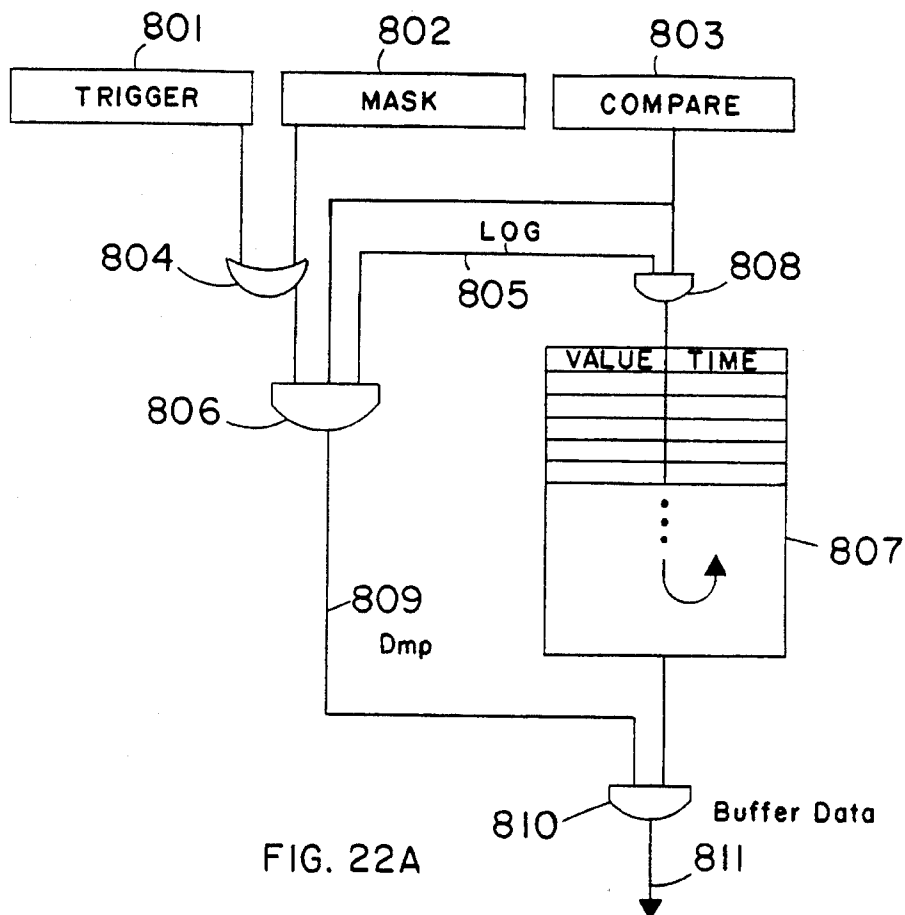 801 802 803
TRIGGER MASK COMPARE
LOG
804 805 808
VALUE TIME
806
807
809
Dmp
810 Buffer Data
FIG. 22A 811